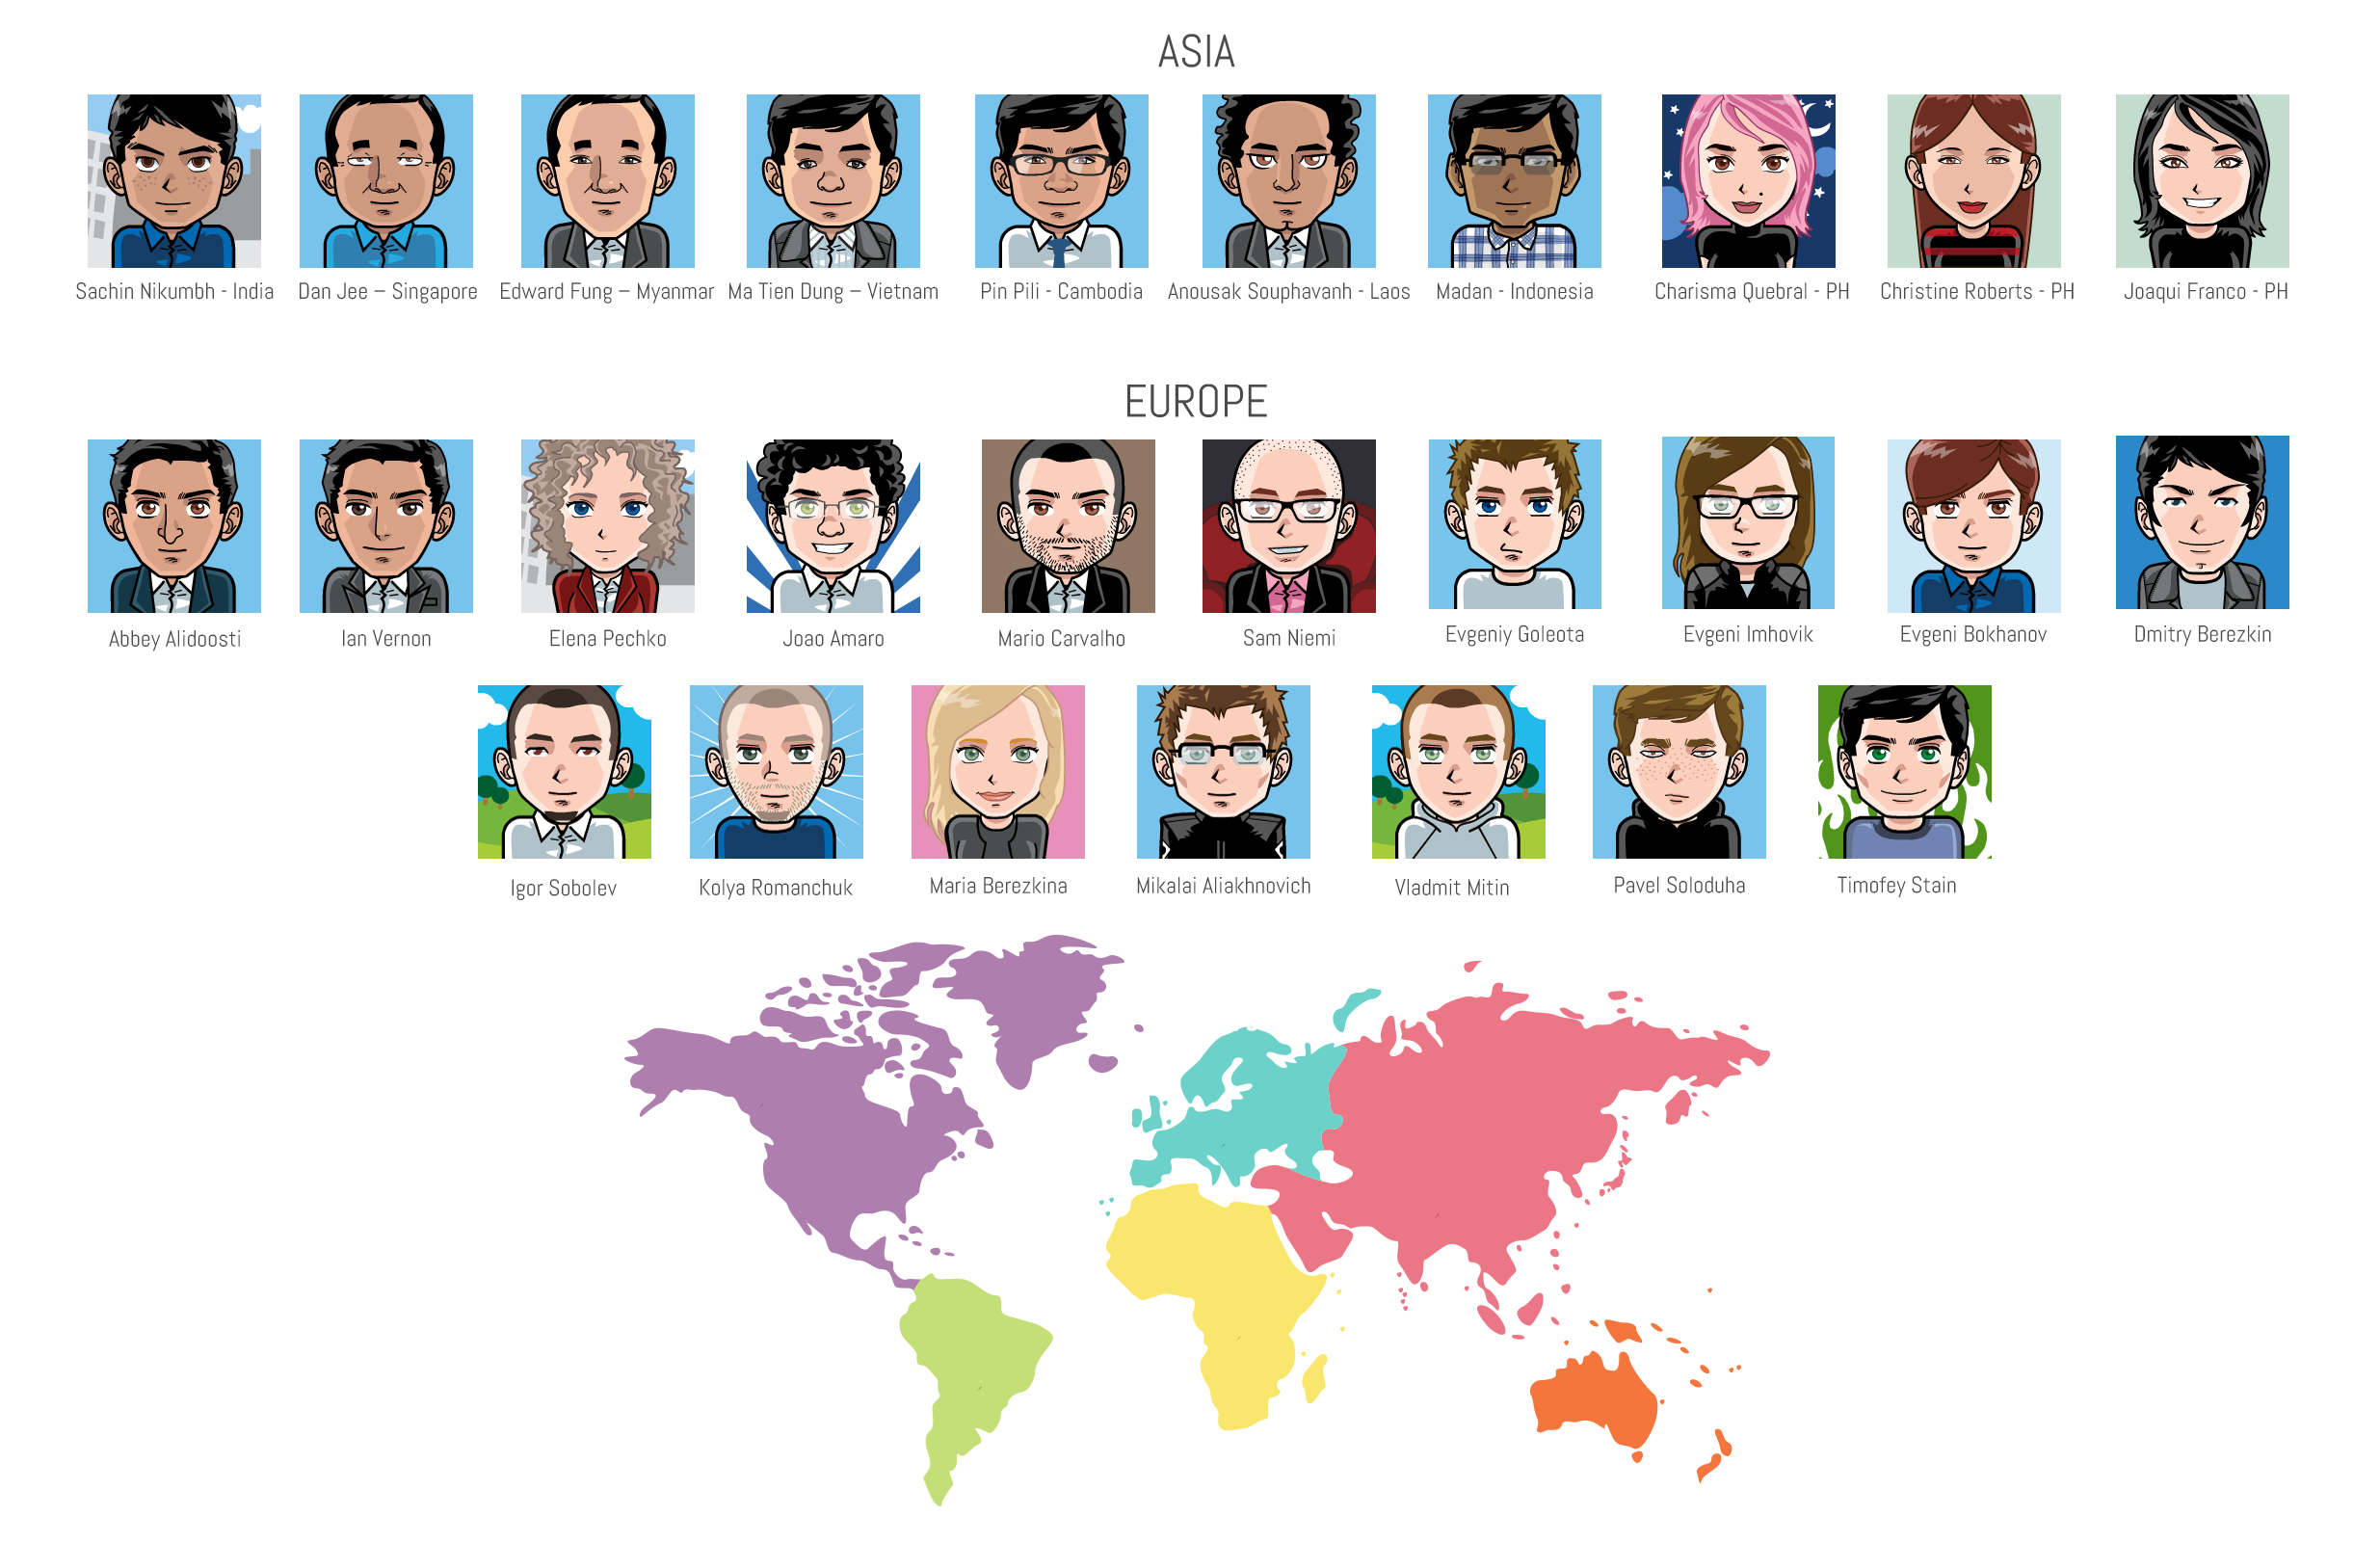 ASIA
Sachin Nikumbh - India
Dan Jee – Singapore
Edward Fung – Myanmar
Ma Tien Dung – Vietnam
Pin Pili - Cambodia
Anousak Souphavanh - Laos
Madan - Indonesia
Charisma Quebral - PH
Christine Roberts - PH
Joaqui Franco - PH
EUROPE
Abbey Alidoosti
Ian Vernon
Elena Pechko
Joao Amaro
Mario Carvalho
Sam Niemi
Evgeniy Goleota
Evgeni Imhovik
Evgeni Bokhanov
Dmitry Berezkin
Igor Sobolev
Kolya Romanchuk
Maria Berezkina
Mikalai Aliakhnovich
Vladmit Mitin
Pavel Soloduha
Timofey Stain